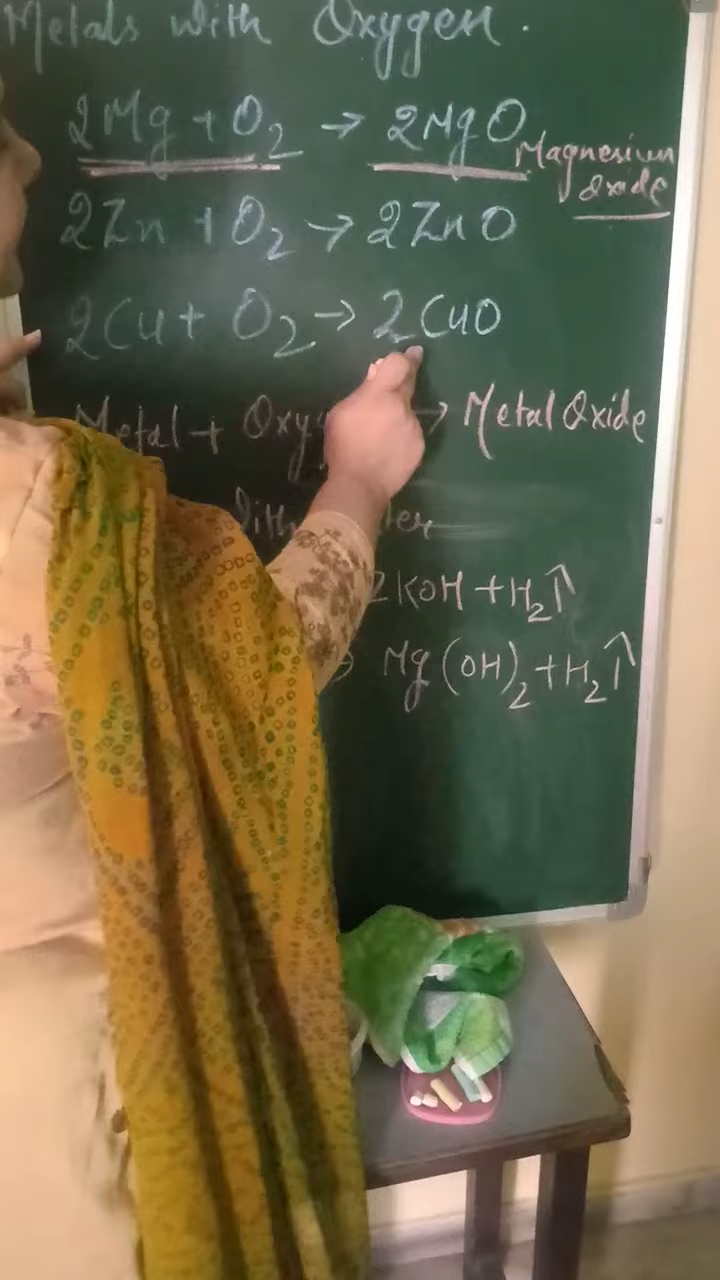 Metals with Oxygen.
2Mg + O2 → 2MgO Magnesium
Oxide
2Zn + O2 → 2ZnO
2Cu + O2 → 2CuO
Metal + → Metal Oxide
2KOH + H2↑
Mg(OH)2 + H2↑